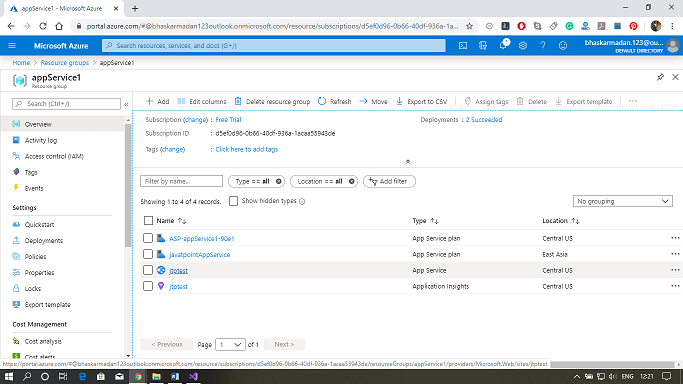 appService1 - Microsoft Azure
portal.azure.com/#@bhaskarmadan123outlook.onmicrosoft.com/resource/subscriptions/d5ef0d96-0b66-40df-936a-1a...
Microsoft Azure
Search resources, services, and docs (G+/)
bhaskarmadan.123@ou...
DEFAULT DIRECTORY
Home > Resource groups > appService1
appService1
Resource group
Search (Ctrl+/)
Add
Edit columns
Delete resource group
Refresh
Move
Export to CSV
Assign tags
Delete
Export template
Overview
Activity log
Access control (IAM)
Tags
Events
Settings
Quickstart
Deployments
Policies
Properties
Locks
Export template
Cost Management
Cost analysis
Cost alerts
Subscription (change) : Free Trial
Deployments : 2 Succeeded
Subscription ID : d5ef0d96-0b66-40df-936a-1acaa55943de
Tags (change) : Click here to add tags
Filter by name...
Type == all
Location == all
Add filter
Showing 1 to 4 of 4 records.
Show hidden types
No grouping
Name Type Location
ASP-appService1-90e1 App Service plan Central US
javatpointAppService App Service plan East Asia
jtptest App Service Central US
jtptest Application Insights Central US
< Previous Page 1 of 1 Next >
https://portal.azure.com/#@bhaskarmadan123outlook.onmicrosoft.com/resource/subscriptions/d5ef0d96-0b66-40df-936a-1acaa55943de/resourceGroups/appService1/providers/Microsoft.Web/sites/jtptest
ENG 12:21